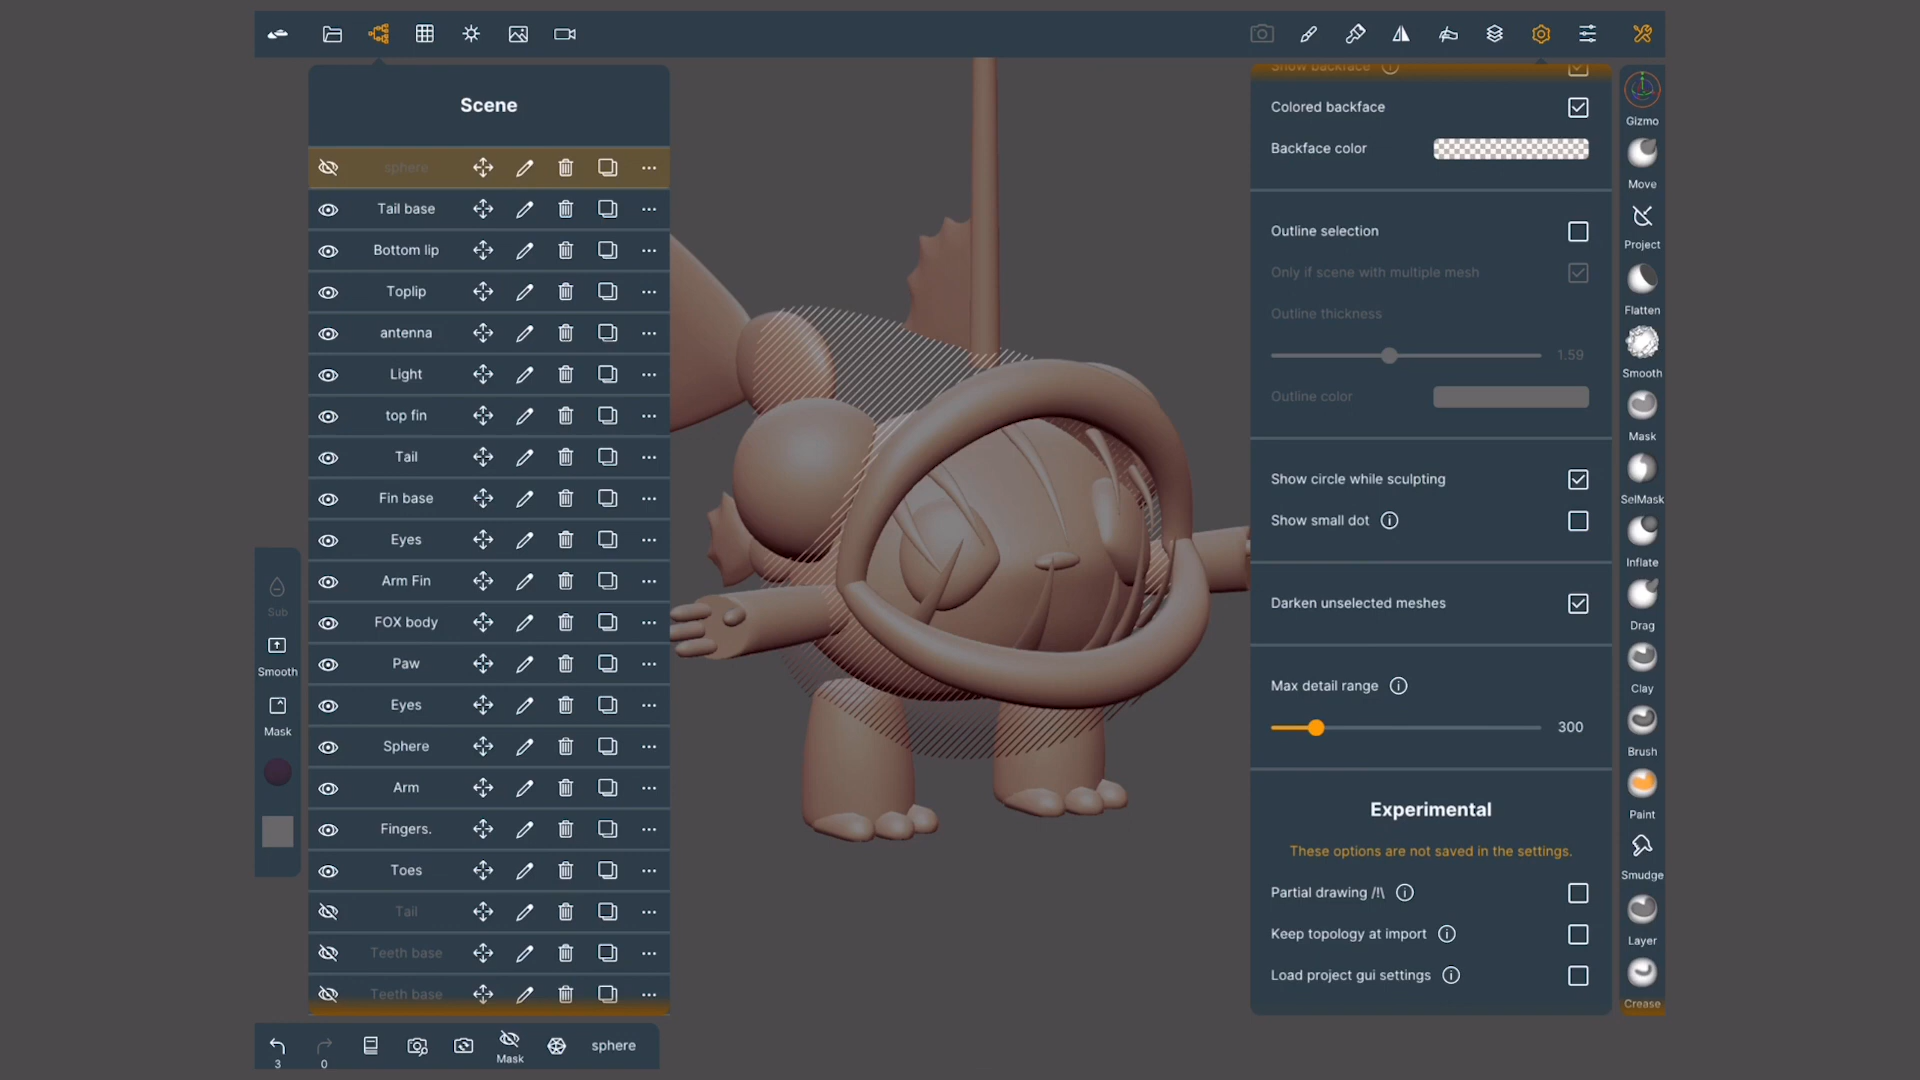 Scene
sphere
Tail base
Bottom lip
Toplip
antenna
Light
top fin
Tail
Fin base
Eyes
Arm Fin
FOX body
Paw
Eyes
Sphere
Arm
Fingers.
Toes
Tail
Teeth base
Teeth base
Sub
Smooth
Mask
3
0
Mask
sphere
Show backface
Colored backface
Backface color
Outline selection
Only if scene with multiple mesh
Outline thickness
1.59
Outline color
Show circle while sculpting
Show small dot
Darken unselected meshes
Max detail range
300
Experimental
These options are not saved in the settings.
Partial drawing /!\
Keep topology at import
Load project gui settings
Gizmo
Move
Project
Flatten
Smooth
Mask
SelMask
Inflate
Drag
Clay
Brush
Paint
Smudge
Layer
Crease